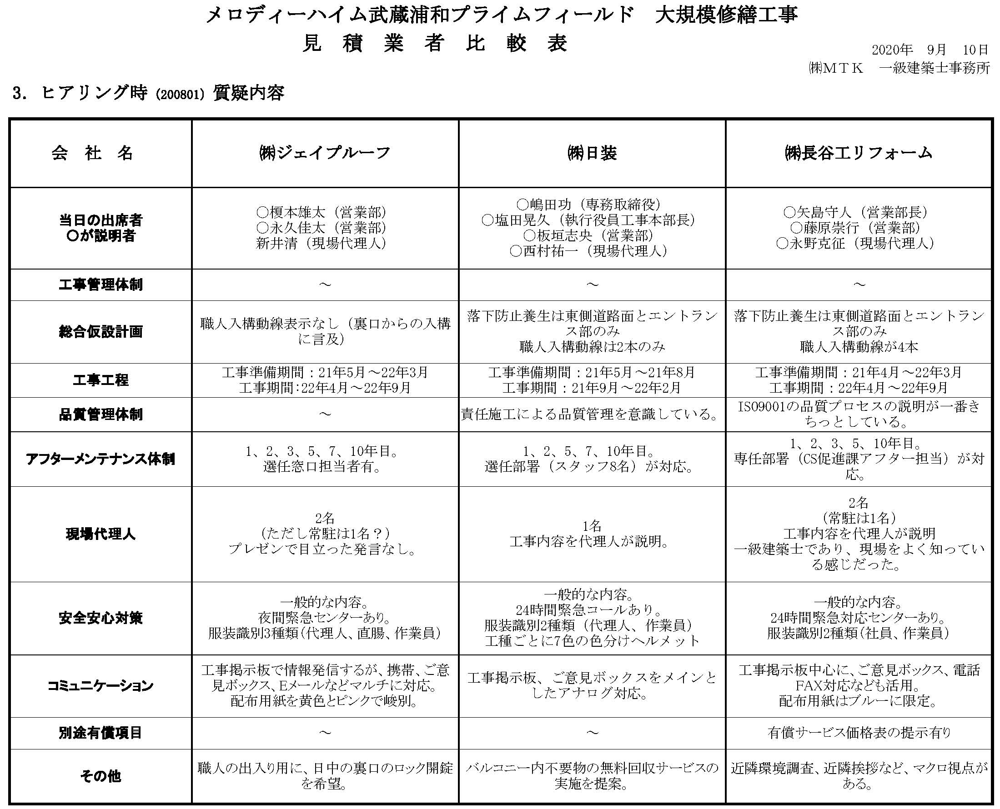 メロディーハイム武蔵浦和プライムフィールド　大規模修繕工事
見　積　業　者　比　較　表
2020年　9月　10日
㈱ＭＴＫ　一級建築士事務所
3．ヒアリング時（200801）質疑内容
会　社　名
㈱ジェイプルーフ
㈱日装
㈱長谷工リフォーム
当日の出席者
○が説明者
○榎本雄太（営業部）
○永久佳太（営業部）
新井清（現場代理人）
○嶋田功（専務取締役）
○塩田晃久（執行役員工事本部長）
○板垣志央（営業部）
○西村祐一（現場代理人）
○矢島守人（営業部長）
○藤原崇行（営業部）
○永野克征（現場代理人）
工事管理体制
～
～
～
総合仮設計画
職人入構動線表示なし（裏口からの入構
に言及）
落下防止養生は東側道路面とエントラン
ス部のみ
職人入構動線は2本のみ
落下防止養生は東側道路面とエントラン
ス部のみ
職人入構動線が4本
工事工程
工事準備期間：21年5月～22年3月
工事期間：22年4月～22年9月
工事準備期間：21年5月～21年8月
工事期間：21年9月～22年2月
工事準備期間：21年4月～22年3月
工事期間：22年4月～22年9月
品質管理体制
～
責任施工による品質管理を意識している。
ISO9001の品質プロセスの説明が一番き
ちっとしている。
アフターメンテナンス体制
1、2、3、5、7、10年目。
選任窓口担当者有。
1、2、5、7、10年目。
選任部署（スタッフ8名）が対応。
1、2、3、5、10年目。
専任部署（CS促進課アフター担当）が対
応。
現場代理人
2名
（ただし常駐は1名？）
プレゼンで目立った発言なし。
1名
工事内容を代理人が説明。
2名
（常駐は1名）
工事内容を代理人が説明
一級建築士であり、現場をよく知ってい
る感じだった。
安全安心対策
一般的な内容。
夜間緊急センターあり。
服装識別3種類（代理人、直腸、作業員）
一般的な内容。
24時間緊急コールあり。
服装識別2種類（代理人、作業員）
工種ごとに7色の色分けヘルメット
一般的な内容。
24時間緊急対応センターあり。
服装識別2種類（社員、作業員）
コミュニケーション
工事掲示板で情報発信するが、携帯、ご意
見ボックス、Eメールなどマルチに対応。
配布用紙を黄色とピンクで峻別。
工事掲示板、ご意見ボックスをメインと
したアナログ対応。
工事掲示板中心に、ご意見ボックス、電話
FAX対応なども活用。
配布用紙はブルーに限定。
別途有償項目
～
～
有償サービス価格表の提示有り
その他
職人の出入り用に、日中の裏口のロック開錠
を希望。
バルコニー内不要物の無料回収サービスの
実施を提案。
近隣環境調査、近隣挨拶など、マクロ視点が
ある。